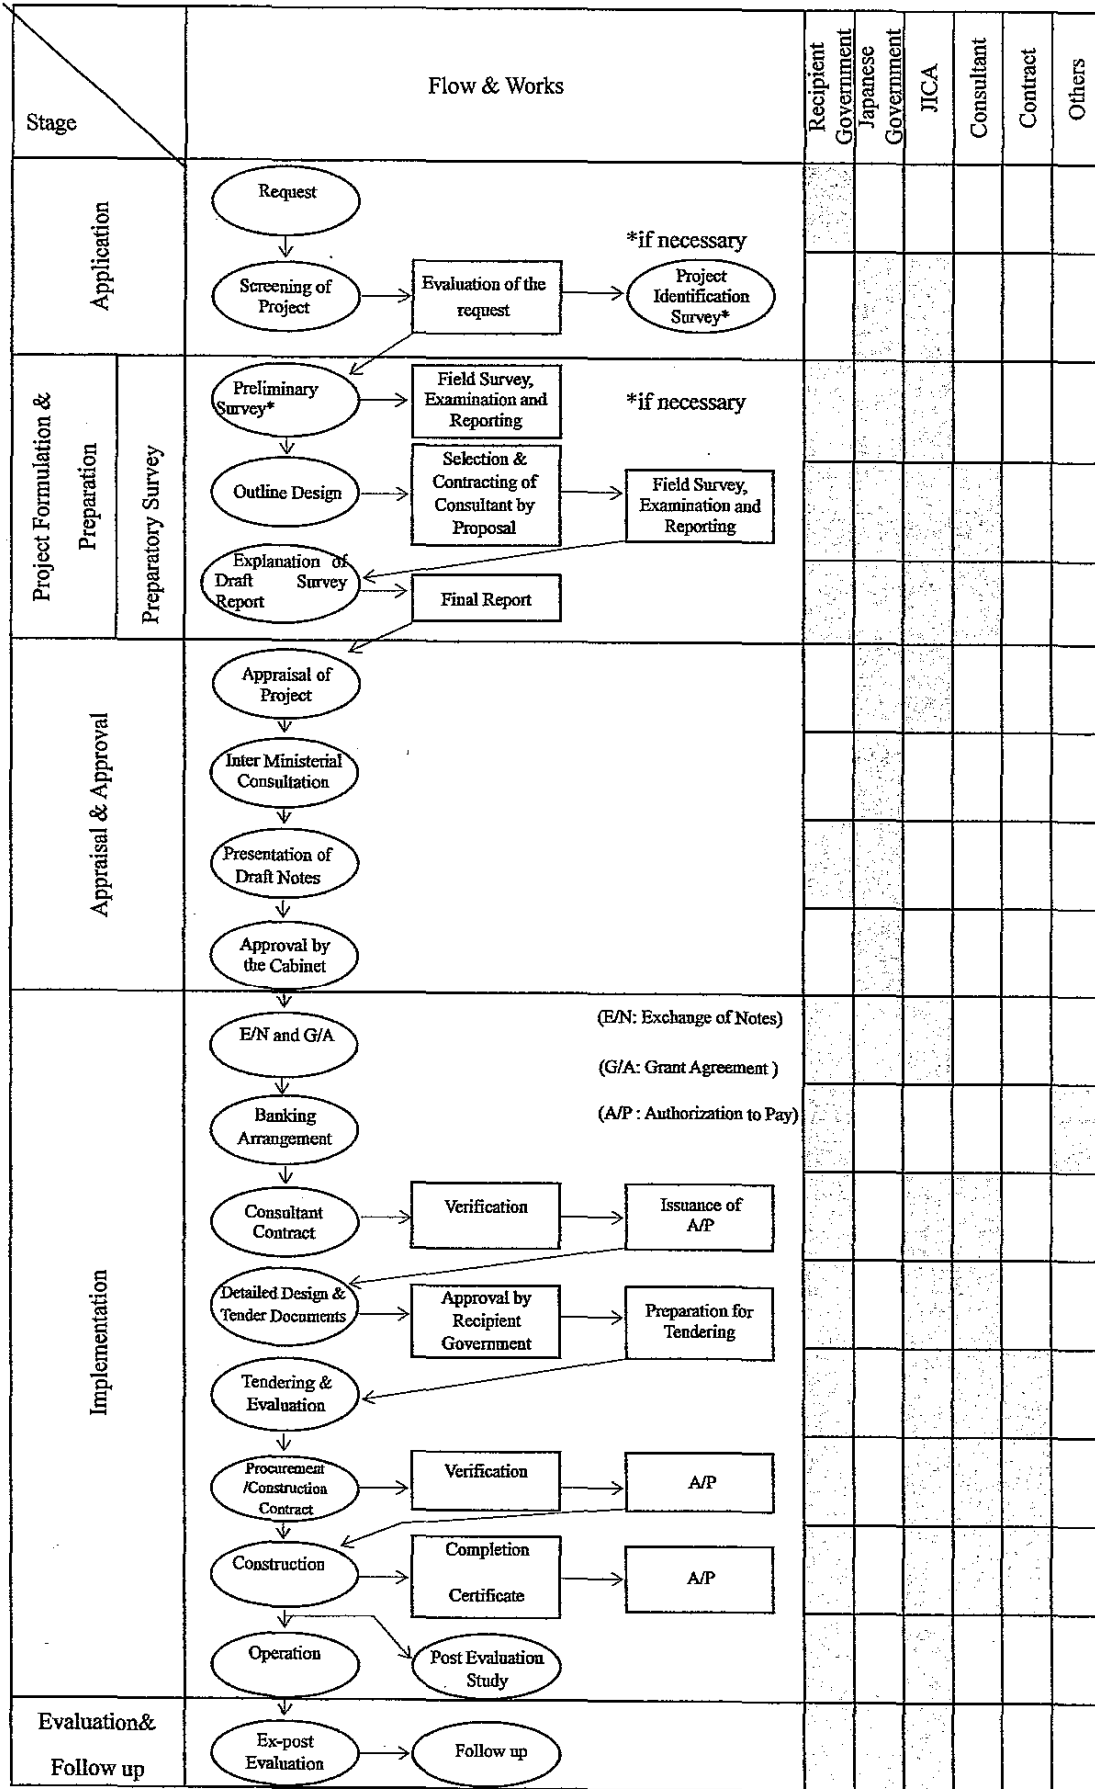 Stage
Flow & Works
Recipient
Government
Japanese
Government
JICA
Consultant
Contract
Others
Application
Request
*if necessary
Screening of
Project
Evaluation of the
request
Project
Identification
Survey*
Project Formulation &
Preparation
Preparatory Survey
Preliminary
Survey*
Field Survey,
Examination and
Reporting
*if necessary
Outline Design
Selection &
Contracting of
Consultant by
Proposal
Field Survey,
Examination and
Reporting
Explanation of
Draft Survey
Report
Final Report
Appraisal & Approval
Appraisal of
Project
Inter Ministerial
Consultation
Presentation of
Draft Notes
Approval by
the Cabinet
Implementation
E/N and G/A
(E/N: Exchange of Notes)
(G/A: Grant Agreement )
(A/P : Authorization to Pay)
Banking
Arrangement
Consultant
Contract
Verification
Issuance of
A/P
Detailed Design &
Tender Documents
Approval by
Recipient
Government
Preparation for
Tendering
Tendering &
Evaluation
Procurement
/Construction
Contract
Verification
A/P
Construction
Completion
Certificate
A/P
Operation
Post Evaluation
Study
Evaluation&
Follow up
Ex-post
Evaluation
Follow up